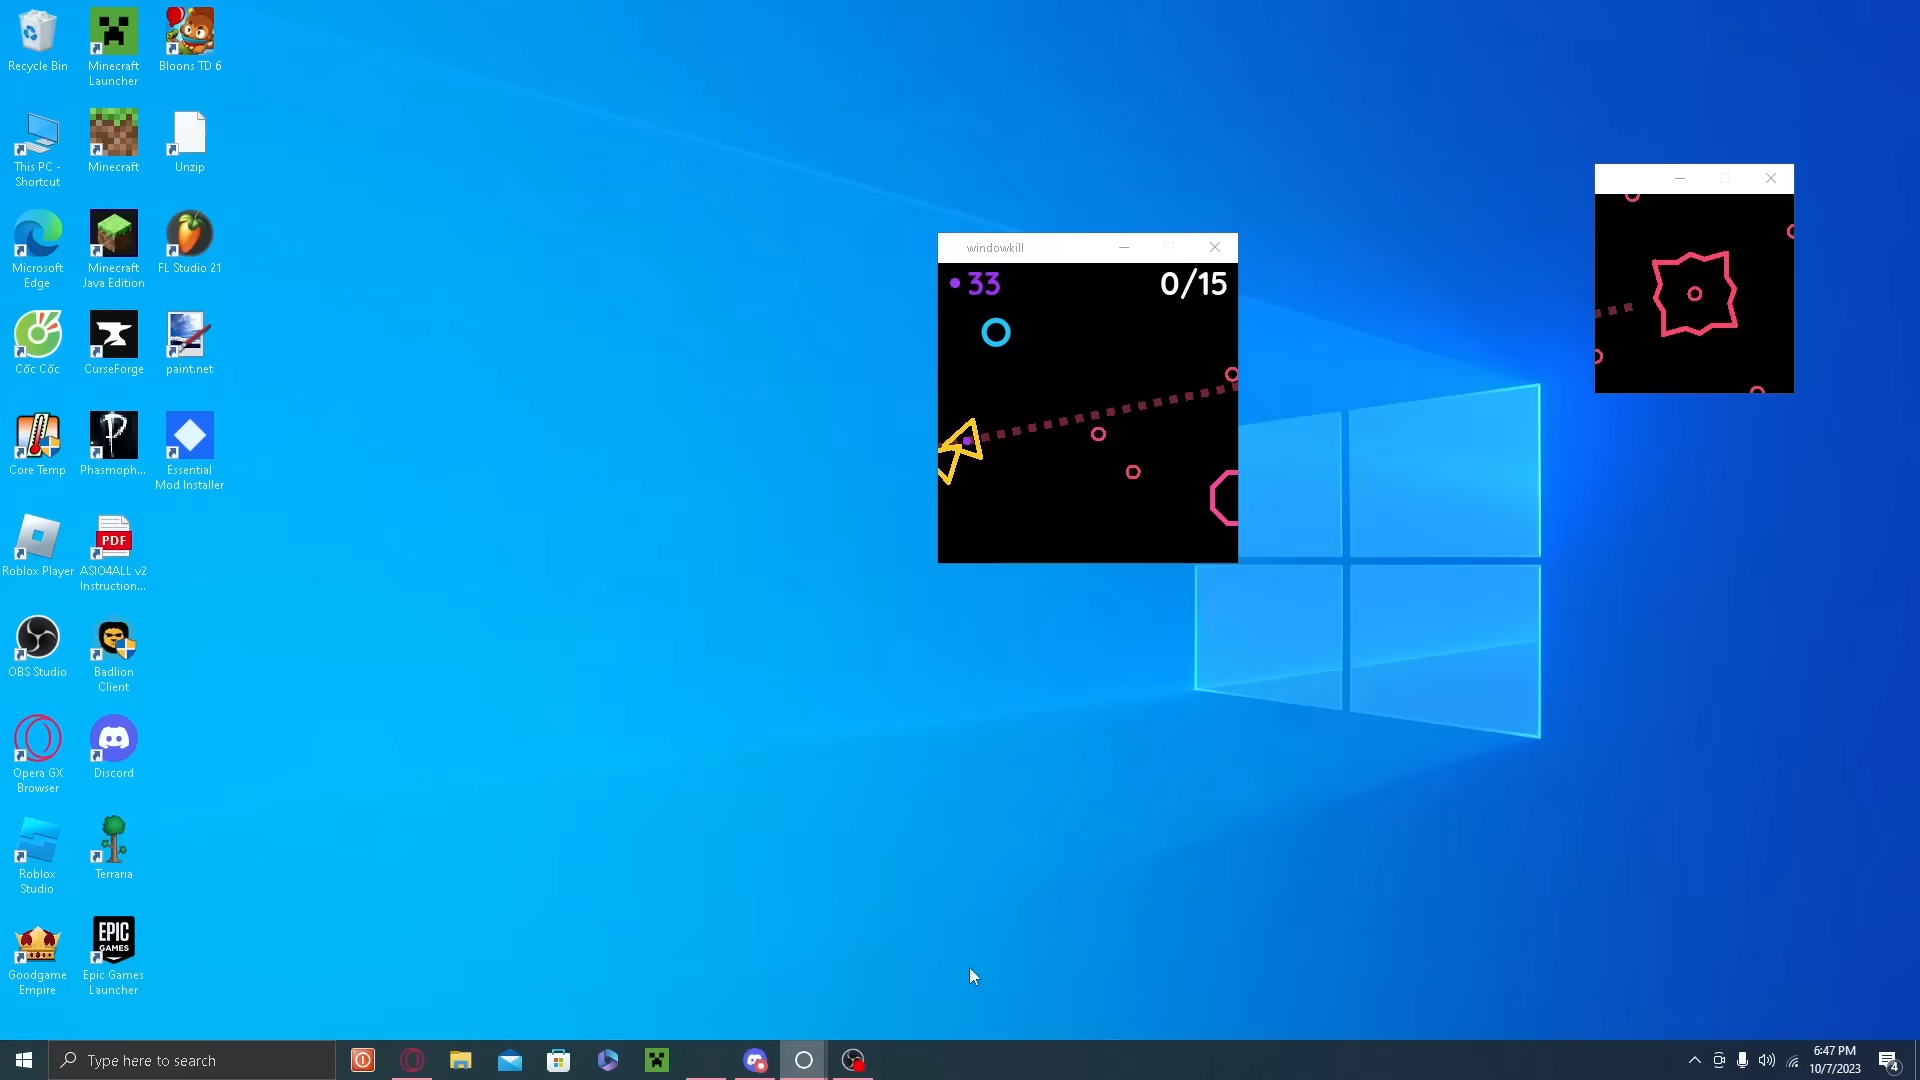 Recycle Bin
Minecraft
Launcher
Bloons TD 6
This PC -
Shortcut
Minecraft
Unzip
Microsoft
Edge
Minecraft
Java Edition
FL Studio 21
Cốc Cốc
CurseForge
paint.net
Core Temp
Phasmoph...
Essential
Mod Installer
Roblox Player
PDF
ASIO4ALL v2
Instruction...
OBS Studio
Badlion
Client
Opera GX
Browser
Discord
Roblox
Studio
Terraria
Goodgame
Empire
EPIC
GAMES
Epic Games
Launcher
windowkill
33
0/15
Type here to search
6:47 PM
10/7/2023
4